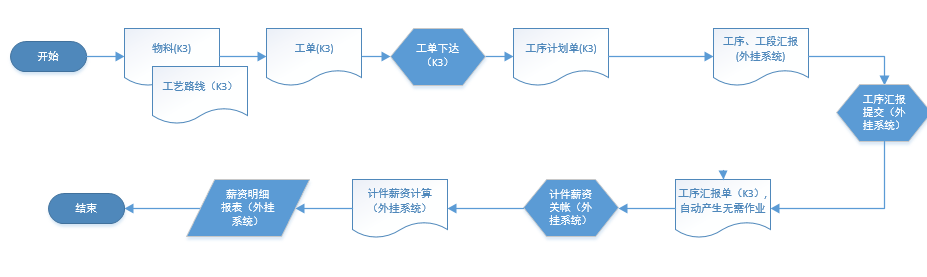 开始
物料(K3)
工艺路线（K3）
工单(K3)
工单下达
（K3）
工序计划单(K3)
工序、工段汇报
(外挂系统)
工序汇报
提交（外
挂系统）
工序汇报单（K3）,
自动产生无需作业
计件薪资
关帐（外
挂系统）
计件薪资计算
（外挂系统）
薪资明细
报表（外挂
系统）
结束